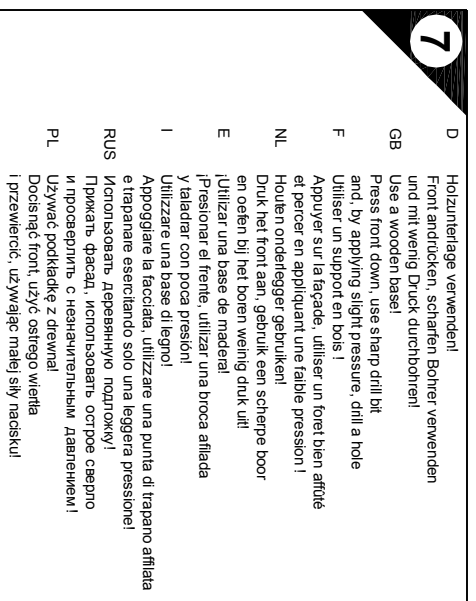 7
D
Holzunterlage verwenden!
Front andrücken, scharfen Bohrer verwenden
und mit wenig Druck durchbohren!
GB
Use a wooden base!
Press front down, use sharp drill bit
and, by applying slight pressure, drill a hole
F
Utiliser un support en bois !
Appuyer sur la façade, utiliser un foret bien affûté
et percer en appliquant une faible pression !
NL
Houten onderlegger gebruiken!
Druk het front aan, gebruik een scherpe boor
en oefen bij het boren weinig druk uit!
E
¡Utilizar una base de madera!
¡Presionar el frente, utilizar una broca afilada
y taladrar con poca presión!
I
Utilizzare una base di legno!
Appoggiare la facciata, utilizzare una punta di trapano affilata
e trapanare esercitando solo una leggera pressione!
RUS
Использовать деревянную подложку!
Прижать фасад, использовать острое сверло
и просверлить с незначительным давлением!
PL
Używać podkładkę z drewna!
Docisnąć front, użyć ostrego wiertła
i przewiercić, używając małej siły nacisku!